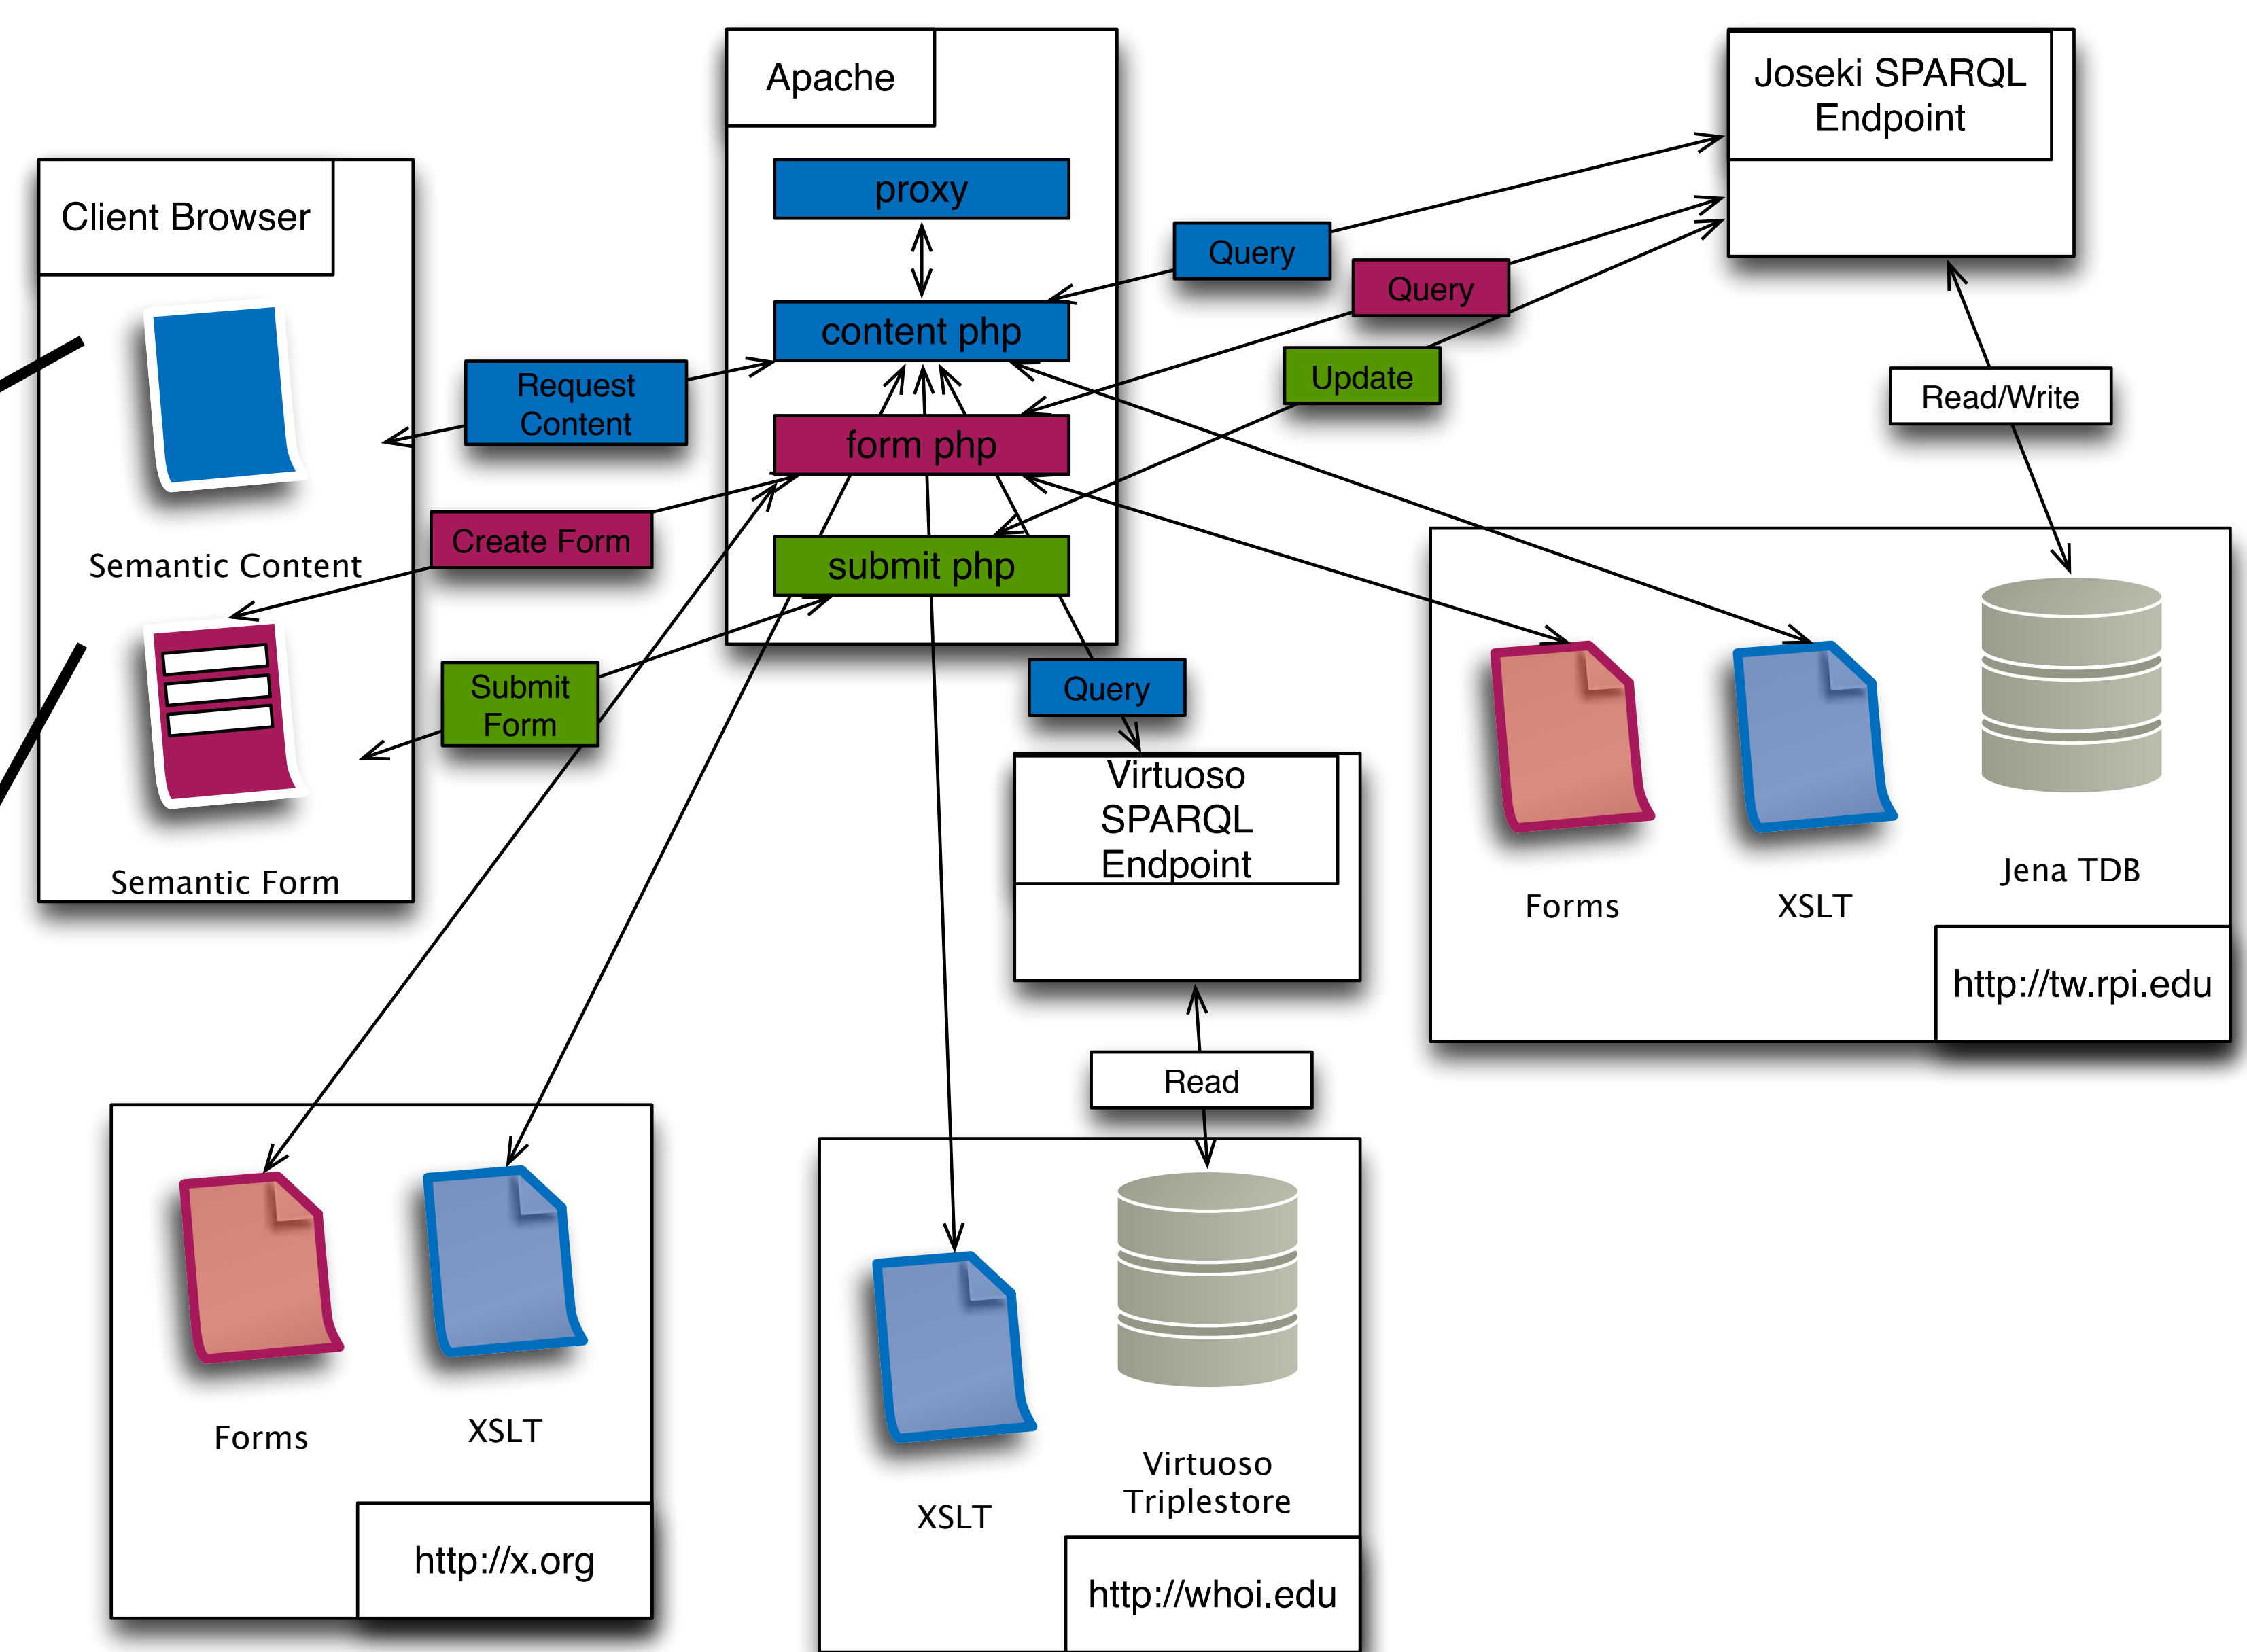 Apache
Joseki SPARQL
Endpoint
Client Browser
proxy
Query
Query
content php
Request
Content
Update
Read/Write
form php
Create Form
Semantic Content
submit php
Submit
Form
Query
Virtuoso
SPARQL
Endpoint
Semantic Form
Jena TDB
Forms
XSLT
http://tw.rpi.edu
Read
Forms
XSLT
Virtuoso
Triplestore
XSLT
http://x.org
http://whoi.edu